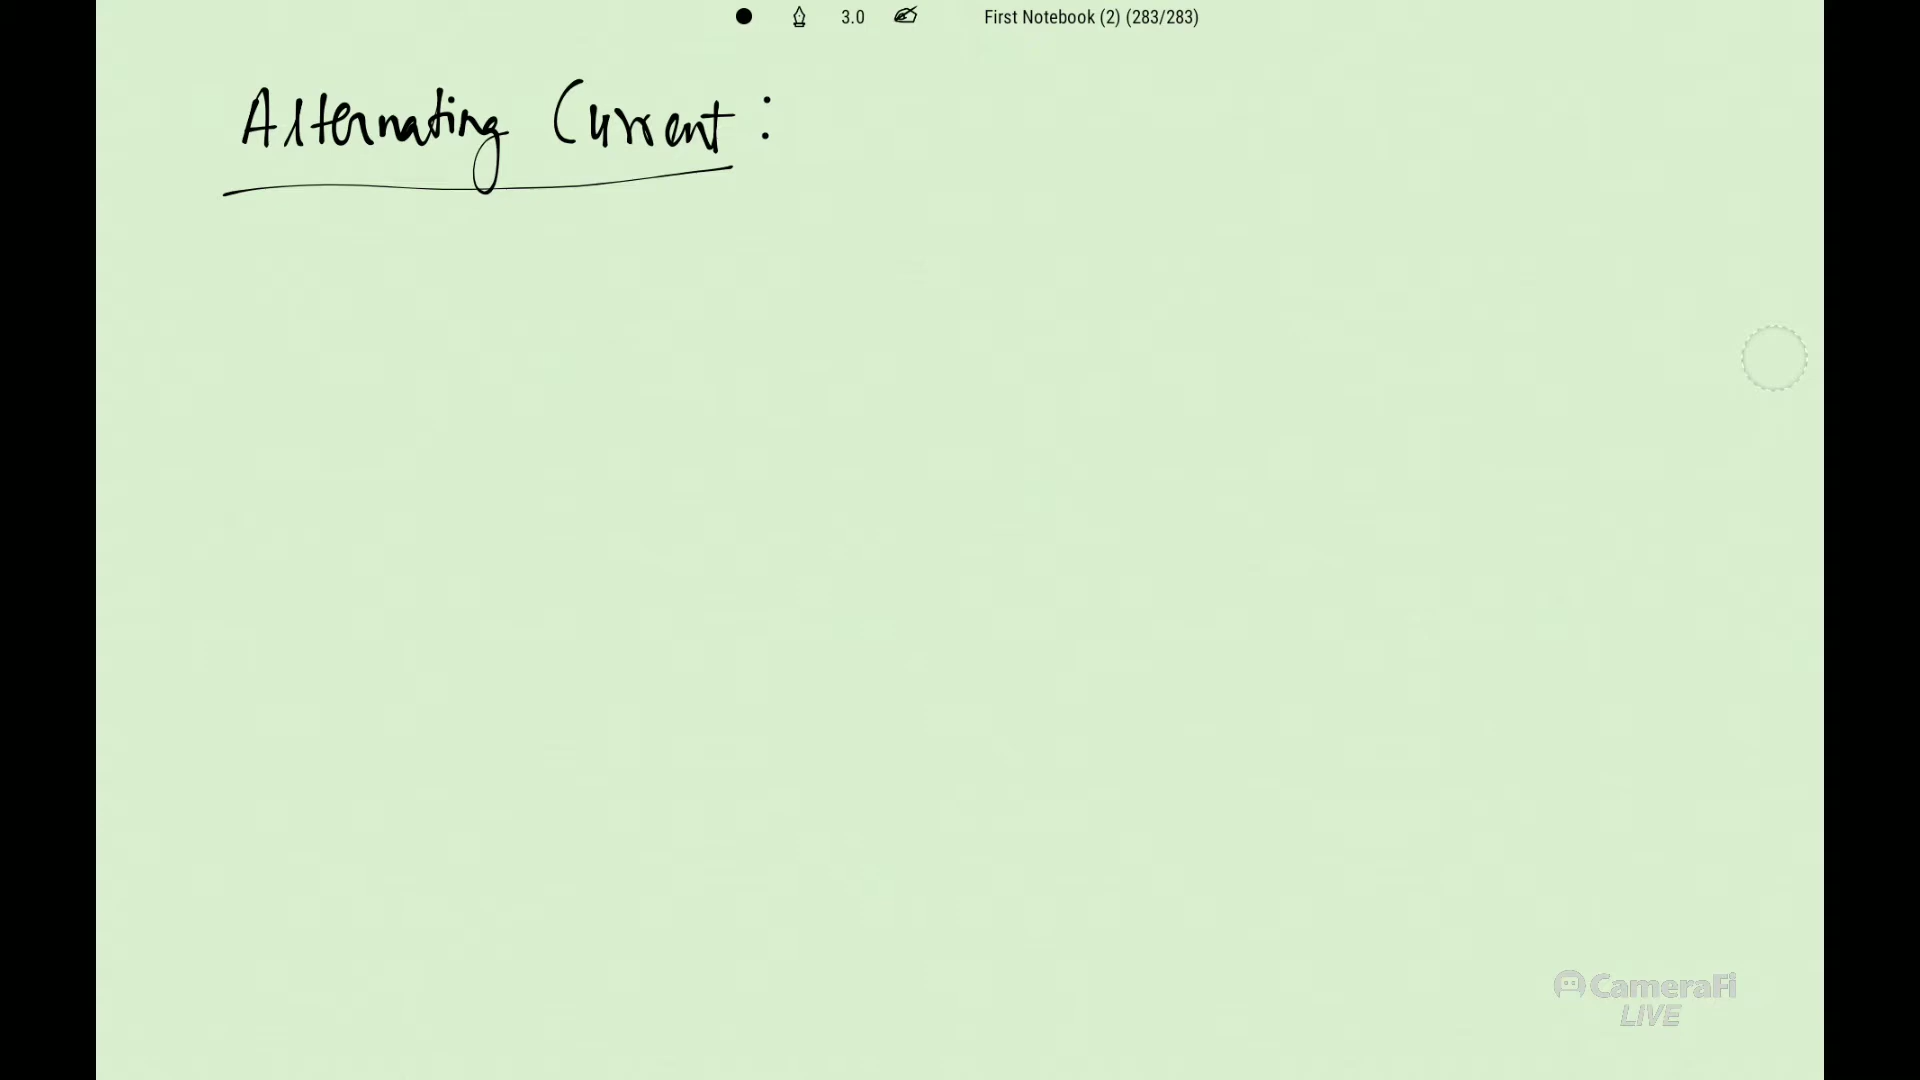 3.0 First Notebook (2) (283/283)
Alternating Current :
CameraFi
LIVE